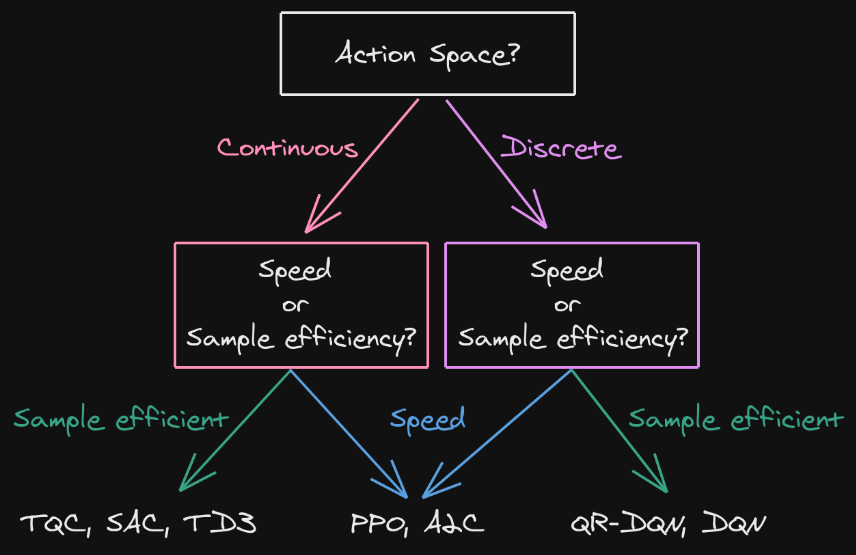 Action Space?
Continuous
Discrete
Speed
or
Sample efficiency?
Speed
or
Sample efficiency?
Sample efficient
Speed
Sample efficient
TQC, SAC, TD3
PPO, A2C
QR-DQN, DQN